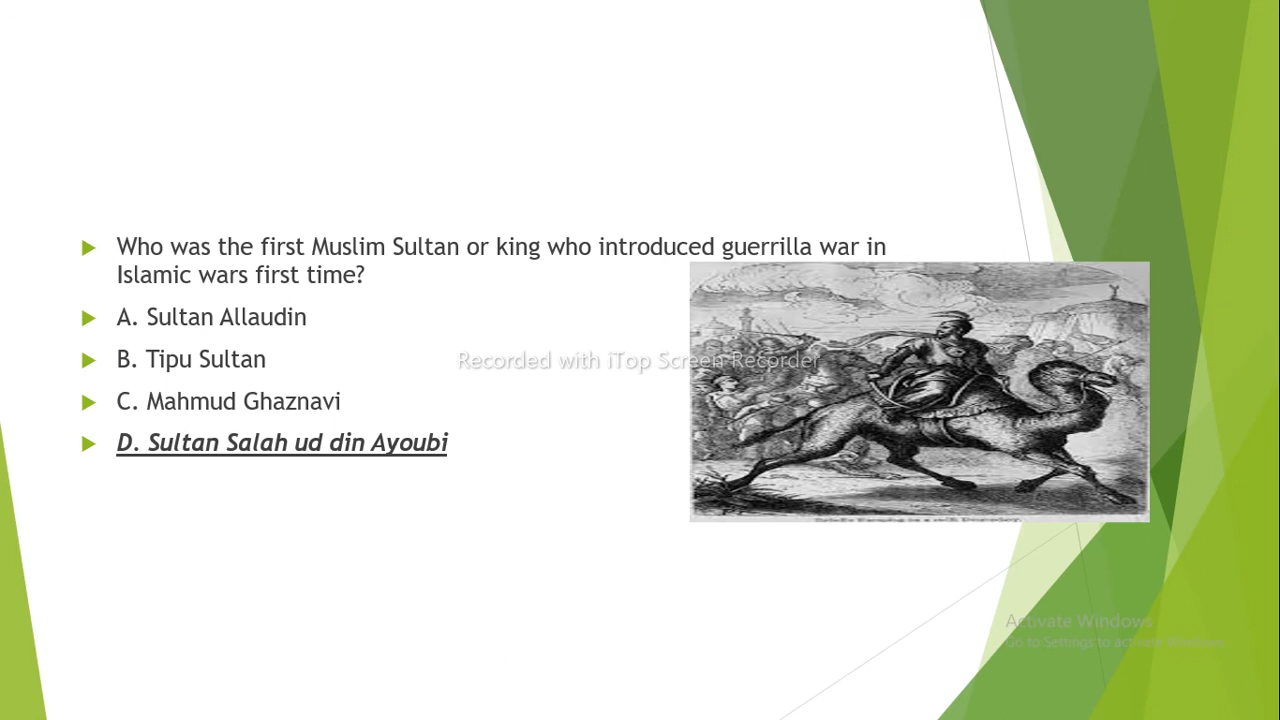 Who was the first Muslim Sultan or king who introduced guerrilla war in
Islamic wars first time?
A. Sultan Allaudin
B. Tipu Sultan
Recorded with iTop Screen Recorder
C. Mahmud Ghaznavi
D. Sultan Salah ud din Ayoubi
Activate Windows
Go to Settings to activate Windows.